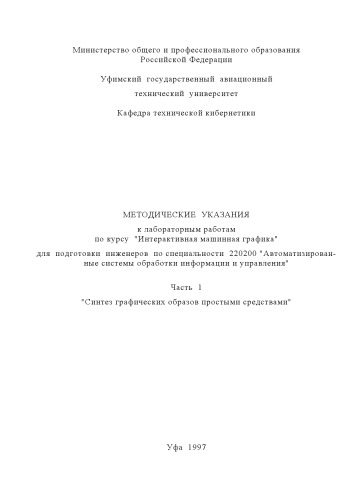 Министерство общего и профессионального образования
Российской Федерации
Уфимский государственный авиационный
технический университет
Кафедра технической кибернетики
МЕТОДИЧЕСКИЕ УКАЗАНИЯ
к лабораторным работам
по курсу "Интерактивная машинная графика"
для подготовки инженеров по специальности 220200 "Автоматизирован-
ные системы обработки информации и управления"
Часть 1
"Синтез графических образов простыми средствами"
Уфа 1997